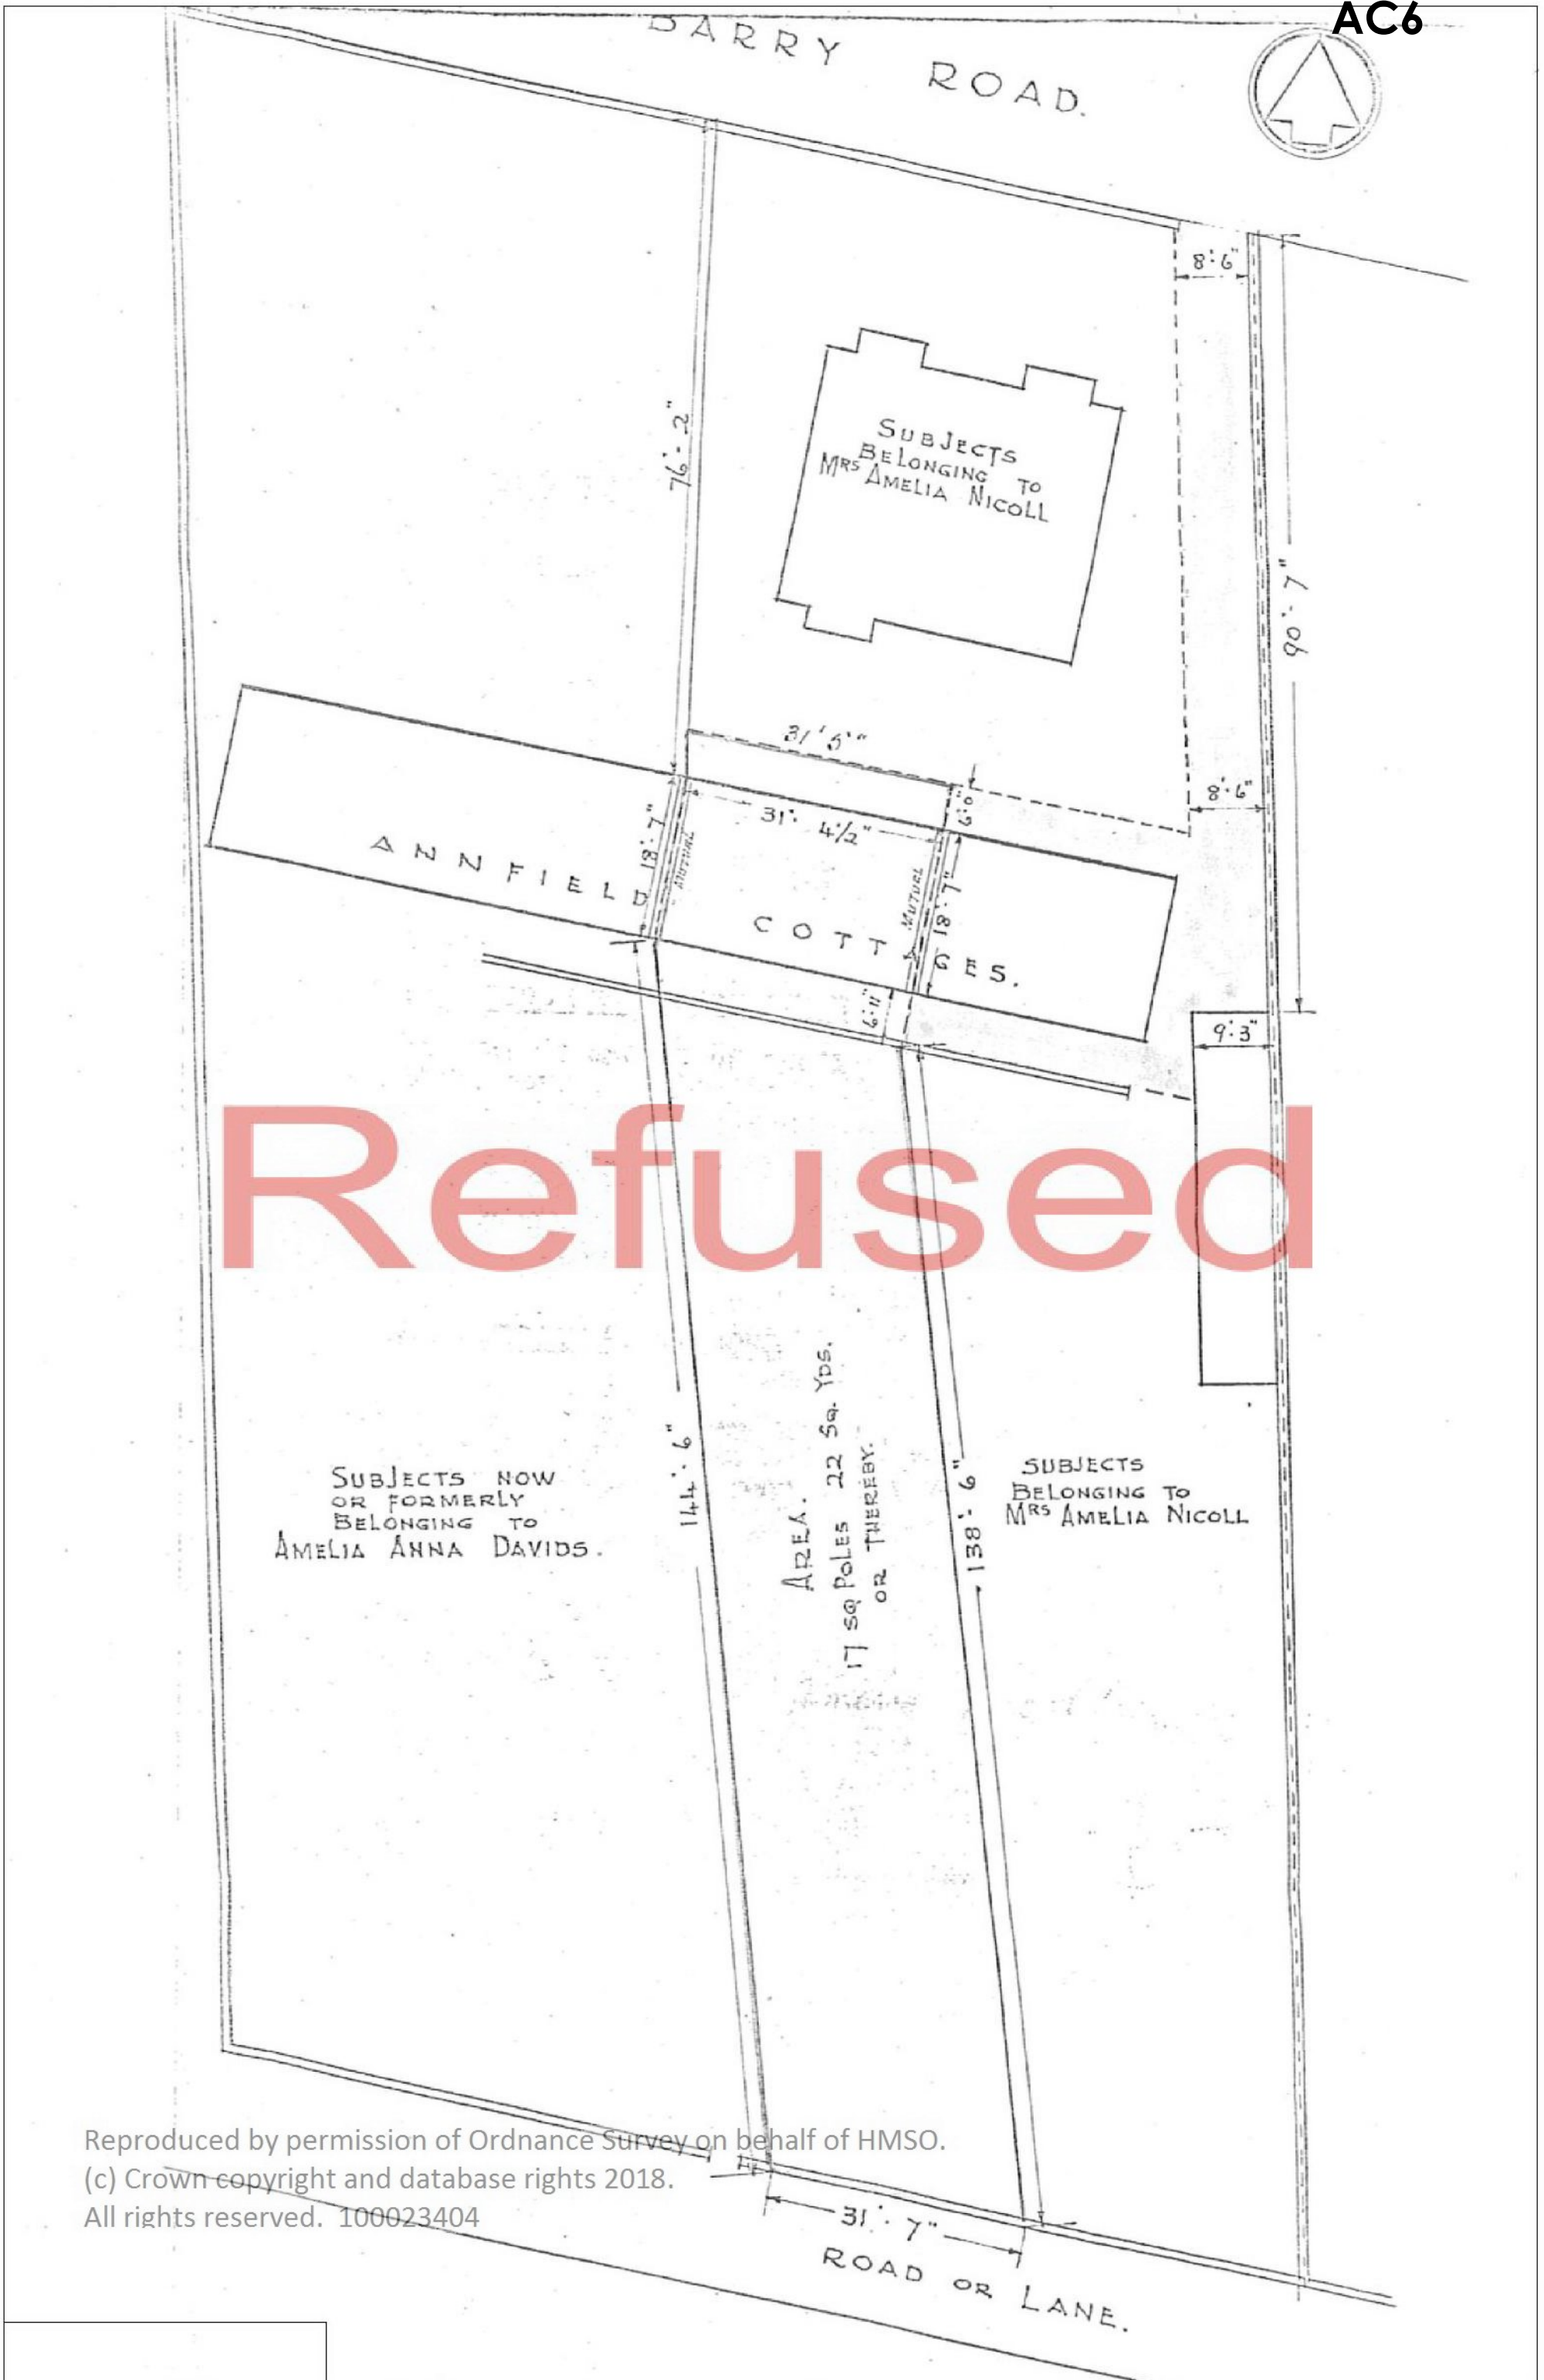 AC6
BARRY ROAD.
8'.6"
76'.2"
SUBJECTS
BELONGING TO
MRS AMELIA NICOLL
90'.7"
31'5"
8'.6"
6'.0"
31'. 4½"
18'.7"
MUTUAL
MUTUAL
18'.7"
ANNFIELD COTTAGES.
6'.11"
9'.3"
Refused
144'.6"
AREA.
17 SQ POLES 22 SQ. YDS.
OR THEREBY.
138'.6"
SUBJECTS NOW
OR FORMERLY
BELONGING TO
AMELIA ANNA DAVIDS.
SUBJECTS
BELONGING TO
MRS AMELIA NICOLL
Reproduced by permission of Ordnance Survey on behalf of HMSO.
(c) Crown copyright and database rights 2018.
All rights reserved. 100023404
31'.7"
ROAD OR LANE.